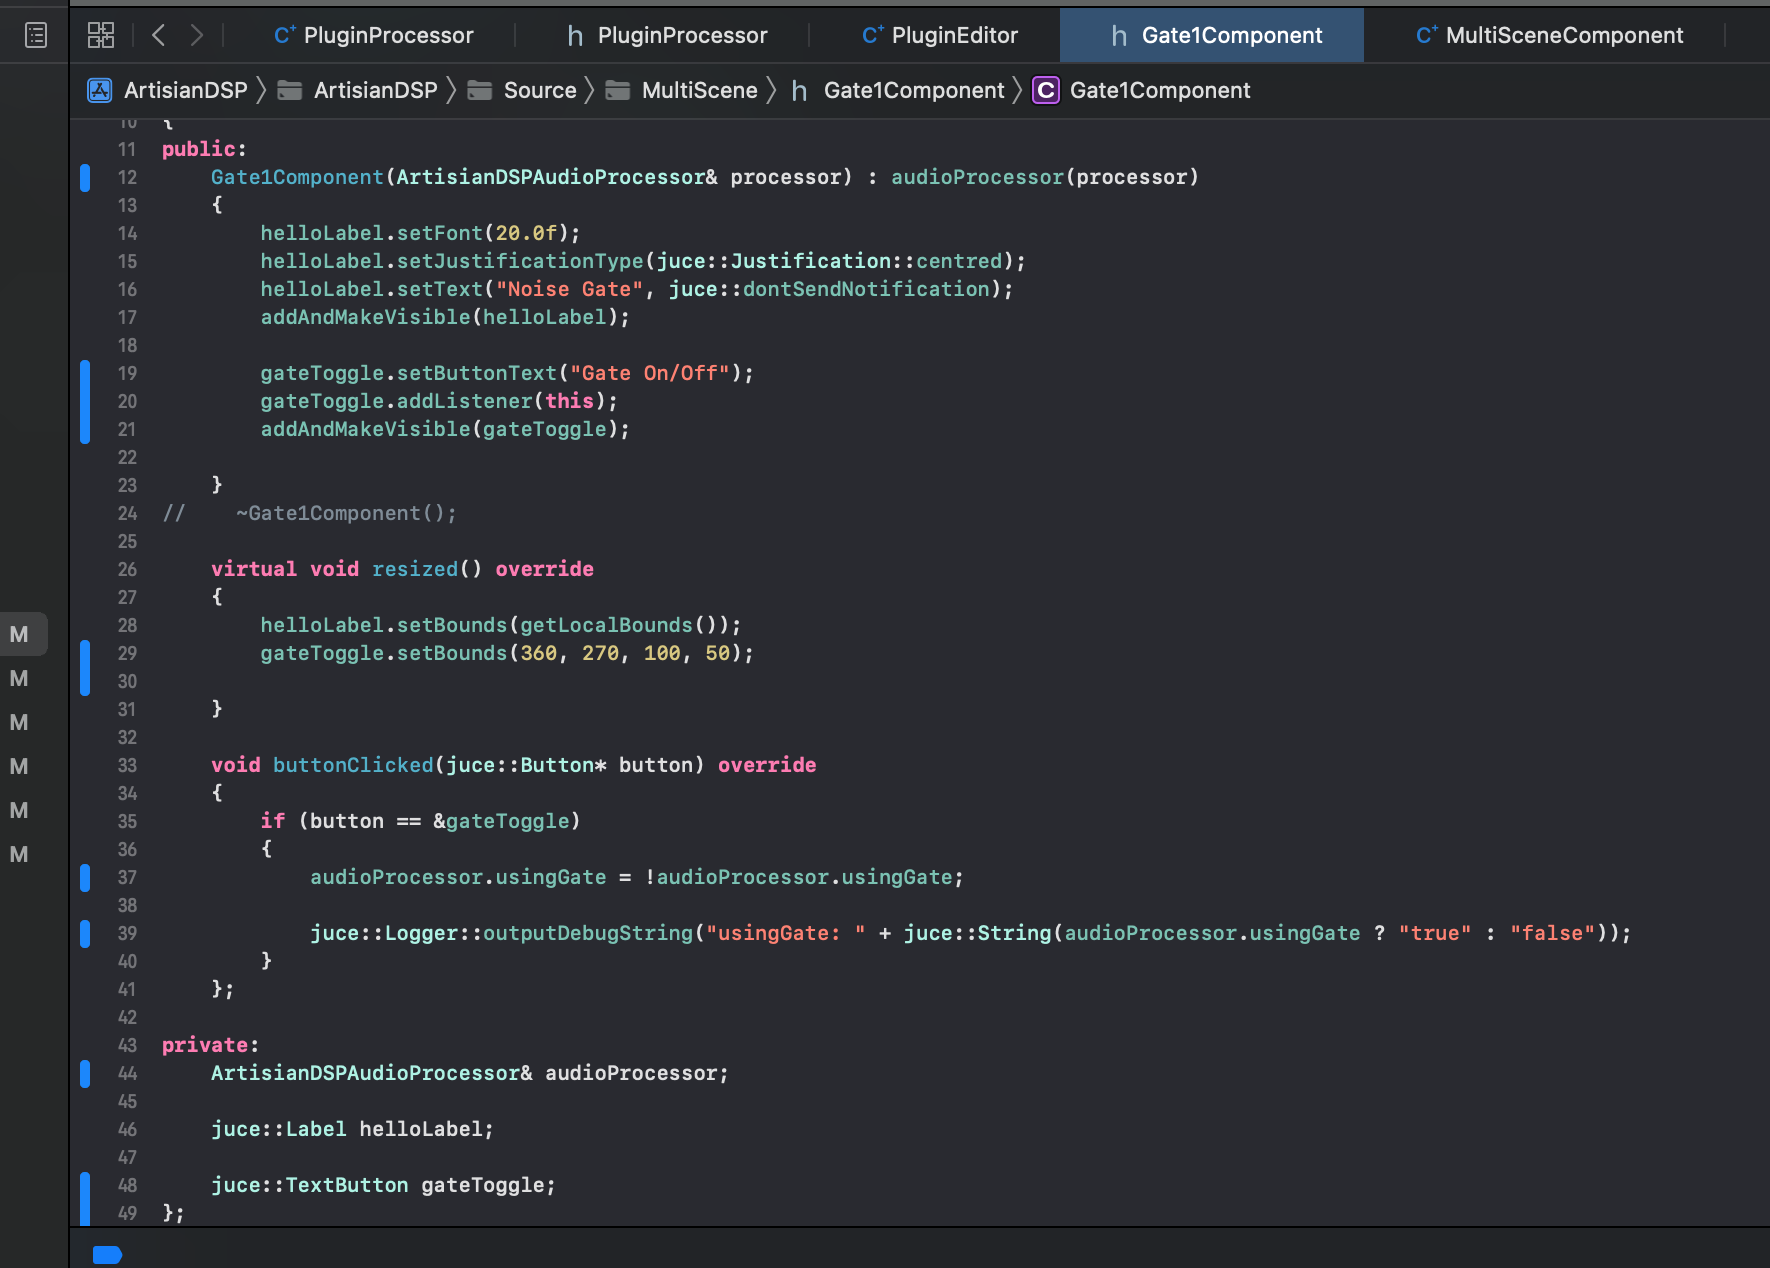 PluginProcessor PluginProcessor PluginEditor Gate1Component MultiSceneComponent
ArtisianDSP ArtisianDSP Source MultiScene Gate1Component Gate1Component
10 {
11 public:
12     Gate1Component(ArtisianDSPAudioProcessor& processor) : audioProcessor(processor)
13     {
14         helloLabel.setFont(20.0f);
15         helloLabel.setJustificationType(juce::Justification::centred);
16         helloLabel.setText("Noise Gate", juce::dontSendNotification);
17         addAndMakeVisible(helloLabel);
18
19         gateToggle.setButtonText("Gate On/Off");
20         gateToggle.addListener(this);
21         addAndMakeVisible(gateToggle);
22
23     }
24 //    ~Gate1Component();
25
26     virtual void resized() override
27     {
28         helloLabel.setBounds(getLocalBounds());
29         gateToggle.setBounds(360, 270, 100, 50);
30
31     }
32
33     void buttonClicked(juce::Button* button) override
34     {
35         if (button == &gateToggle)
36         {
37             audioProcessor.usingGate = !audioProcessor.usingGate;
38
39             juce::Logger::outputDebugString("usingGate: " + juce::String(audioProcessor.usingGate ? "true" : "false"));
40         }
41     };
42
43 private:
44     ArtisianDSPAudioProcessor& audioProcessor;
45
46     juce::Label helloLabel;
47
48     juce::TextButton gateToggle;
49 };
M
M
M
M
M
M